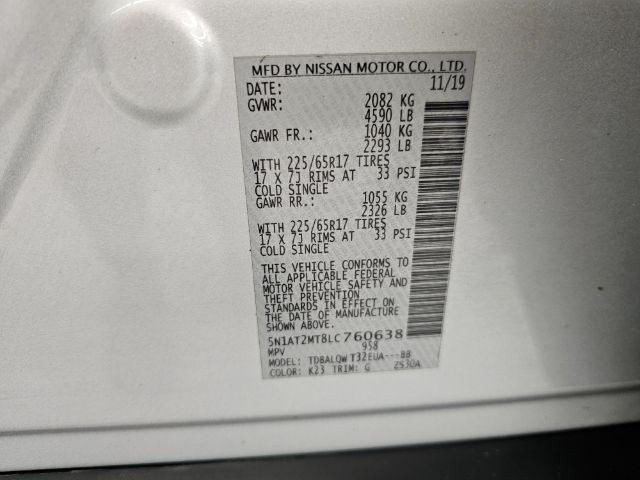 MFD BY NISSAN MOTOR CO., LTD.
DATE: 11/19
GVWR: 2082 KG
4590 LB
GAWR FR.: 1040 KG
2293 LB
WITH 225/65R17 TIRES
17 X 7J RIMS AT 33 PSI
COLD SINGLE
GAWR RR.: 1055 KG
2326 LB
WITH 225/65R17 TIRES
17 X 7J RIMS AT 33 PSI
COLD SINGLE
THIS VEHICLE CONFORMS TO
ALL APPLICABLE FEDERAL
MOTOR VEHICLE SAFETY AND
THEFT PREVENTION
STANDARDS IN EFFECT ON
THE DATE OF MANUFACTURE
SHOWN ABOVE.
5N1AT2MT8LC760638
MPV 958
MODEL: TDBALQW T32EUA---BB
COLOR: K23 TRIM: G ZS30A